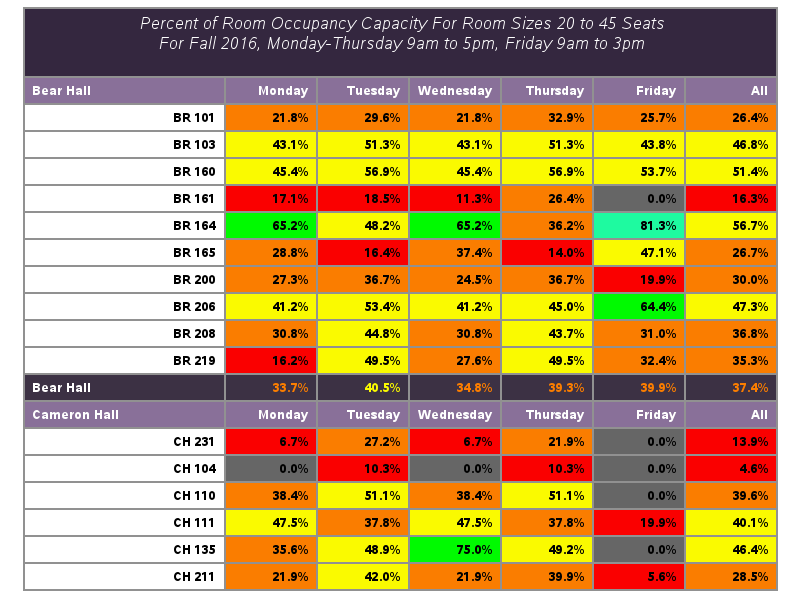 Percent of Room Occupancy Capacity For Room Sizes 20 to 45 Seats
For Fall 2016, Monday-Thursday 9am to 5pm, Friday 9am to 3pm
Bear Hall Monday Tuesday Wednesday Thursday Friday All
BR 101 21.8% 29.6% 21.8% 32.9% 25.7% 26.4%
BR 103 43.1% 51.3% 43.1% 51.3% 43.8% 46.8%
BR 160 45.4% 56.9% 45.4% 56.9% 53.7% 51.4%
BR 161 17.1% 18.5% 11.3% 26.4% 0.0% 16.3%
BR 164 65.2% 48.2% 65.2% 36.2% 81.3% 56.7%
BR 165 28.8% 16.4% 37.4% 14.0% 47.1% 26.7%
BR 200 27.3% 36.7% 24.5% 36.7% 19.9% 30.0%
BR 206 41.2% 53.4% 41.2% 45.0% 64.4% 47.3%
BR 208 30.8% 44.8% 30.8% 43.7% 31.0% 36.8%
BR 219 16.2% 49.5% 27.6% 49.5% 32.4% 35.3%
Bear Hall 33.7% 40.5% 34.8% 39.3% 39.9% 37.4%
Cameron Hall Monday Tuesday Wednesday Thursday Friday All
CH 231 6.7% 27.2% 6.7% 21.9% 0.0% 13.9%
CH 104 0.0% 10.3% 0.0% 10.3% 0.0% 4.6%
CH 110 38.4% 51.1% 38.4% 51.1% 0.0% 39.6%
CH 111 47.5% 37.8% 47.5% 37.8% 19.9% 40.1%
CH 135 35.6% 48.9% 75.0% 49.2% 0.0% 46.4%
CH 211 21.9% 42.0% 21.9% 39.9% 5.6% 28.5%